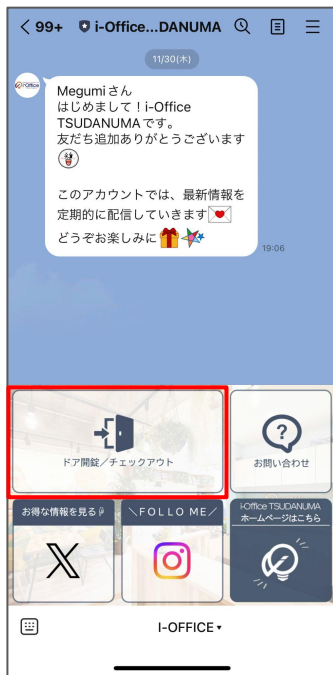 99+ i-Office...DANUMA
11/30(木)
i-Office
Megumiさん
はじめまして！i-Office
TSUDANUMAです。
友だち追加ありがとうございます
このアカウントでは、最新情報を
定期的に配信していきます
どうぞお楽しみに
19:06
ドア開錠／チェックアウト
お問い合わせ
お得な情報を見る
＼FOLLO ME／
i-Office TSUDANUMA
ホームページはこちら
I-OFFICE